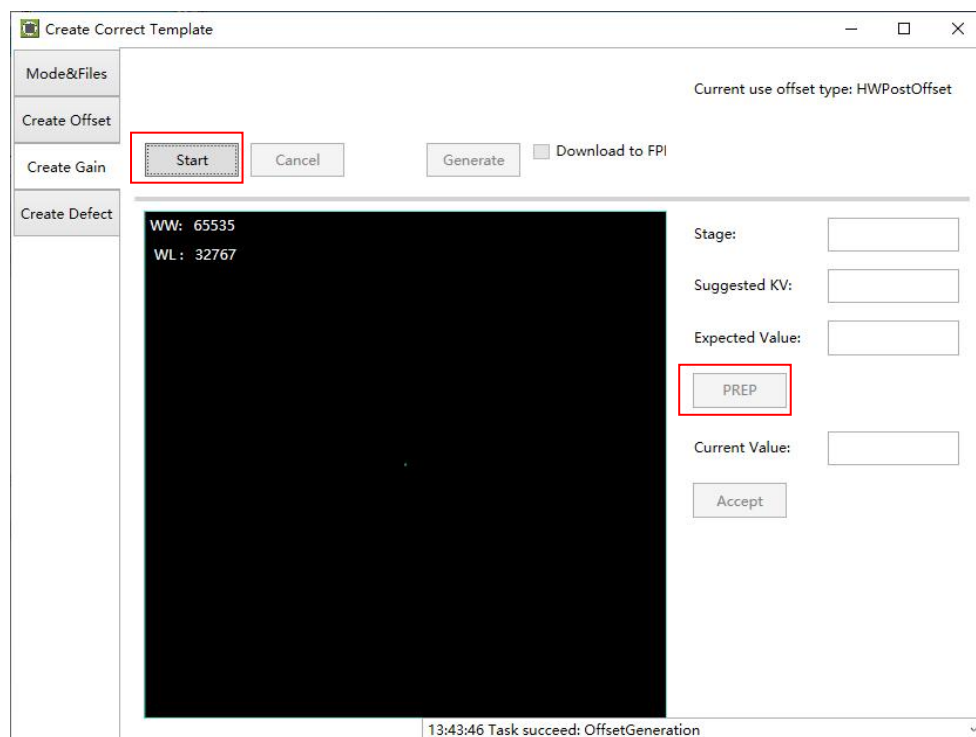 Create Correct Template
Mode&Files
Create Offset
Create Gain
Create Defect
Current use offset type: HWPostOffset
Start
Cancel
Generate
Download to FPI
WW: 65535
WL: 32767
Stage:
Suggested KV:
Expected Value:
PREP
Current Value:
Accept
13:43:46 Task succeed: OffsetGeneration